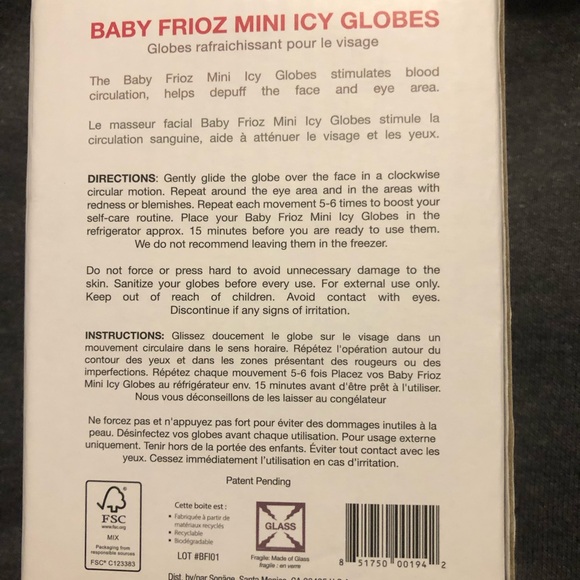 BABY FRIOZ MINI ICY GLOBES
Globes rafraichissant pour le visage
The Baby Frioz Mini Icy Globes stimulates blood
circulation, helps depuff the face and eye area.
Le masseur facial Baby Frioz Mini Icy Globes stimule la
circulation sanguine, aide à atténuer le visage et les yeux.
DIRECTIONS: Gently glide the globe over the face in a clockwise
circular motion. Repeat around the eye area and in the areas with
redness or blemishes. Repeat each movement 5-6 times to boost your
self-care routine. Place your Baby Frioz Mini Icy Globes in the
refrigerator approx. 15 minutes before you are ready to use them.
We do not recommend leaving them in the freezer.
Do not force or press hard to avoid unnecessary damage to the
skin. Sanitize your globes before every use. For external use only.
Keep out of reach of children. Avoid contact with eyes.
Discontinue if any signs of irritation.
INSTRUCTIONS: Glissez doucement le globe sur le visage dans un
mouvement circulaire dans le sens horaire. Répétez l'opération autour du
contour des yeux et dans les zones présentant des rougeurs ou des
imperfections. Répétez chaque mouvement 5-6 fois Placez vos Baby Frioz
Mini Icy Globes au réfrigérateur env. 15 minutes avant d'être prêt à l'utiliser.
Nous vous déconseillons de les laisser au congélateur
Ne forcez pas et n'appuyez pas fort pour éviter des dommages inutiles à la
peau. Désinfectez vos globes avant chaque utilisation. Pour usage externe
uniquement. Tenir hors de la portée des enfants. Éviter tout contact avec les
yeux. Cessez immédiatement l'utilisation en cas d'irritation.
Patent Pending
FSC
www.fsc.org
MIX
Packaging from
responsible sources
FSC® C123383
Cette boite est :
• Fabriquée à partir de
matériaux recyclés
• Recyclable
• Biodégradable
LOT #BFI01
GLASS
Fragile: Made of Glass
fragile : en verre
8 51750 00194 2
Dist. by/par